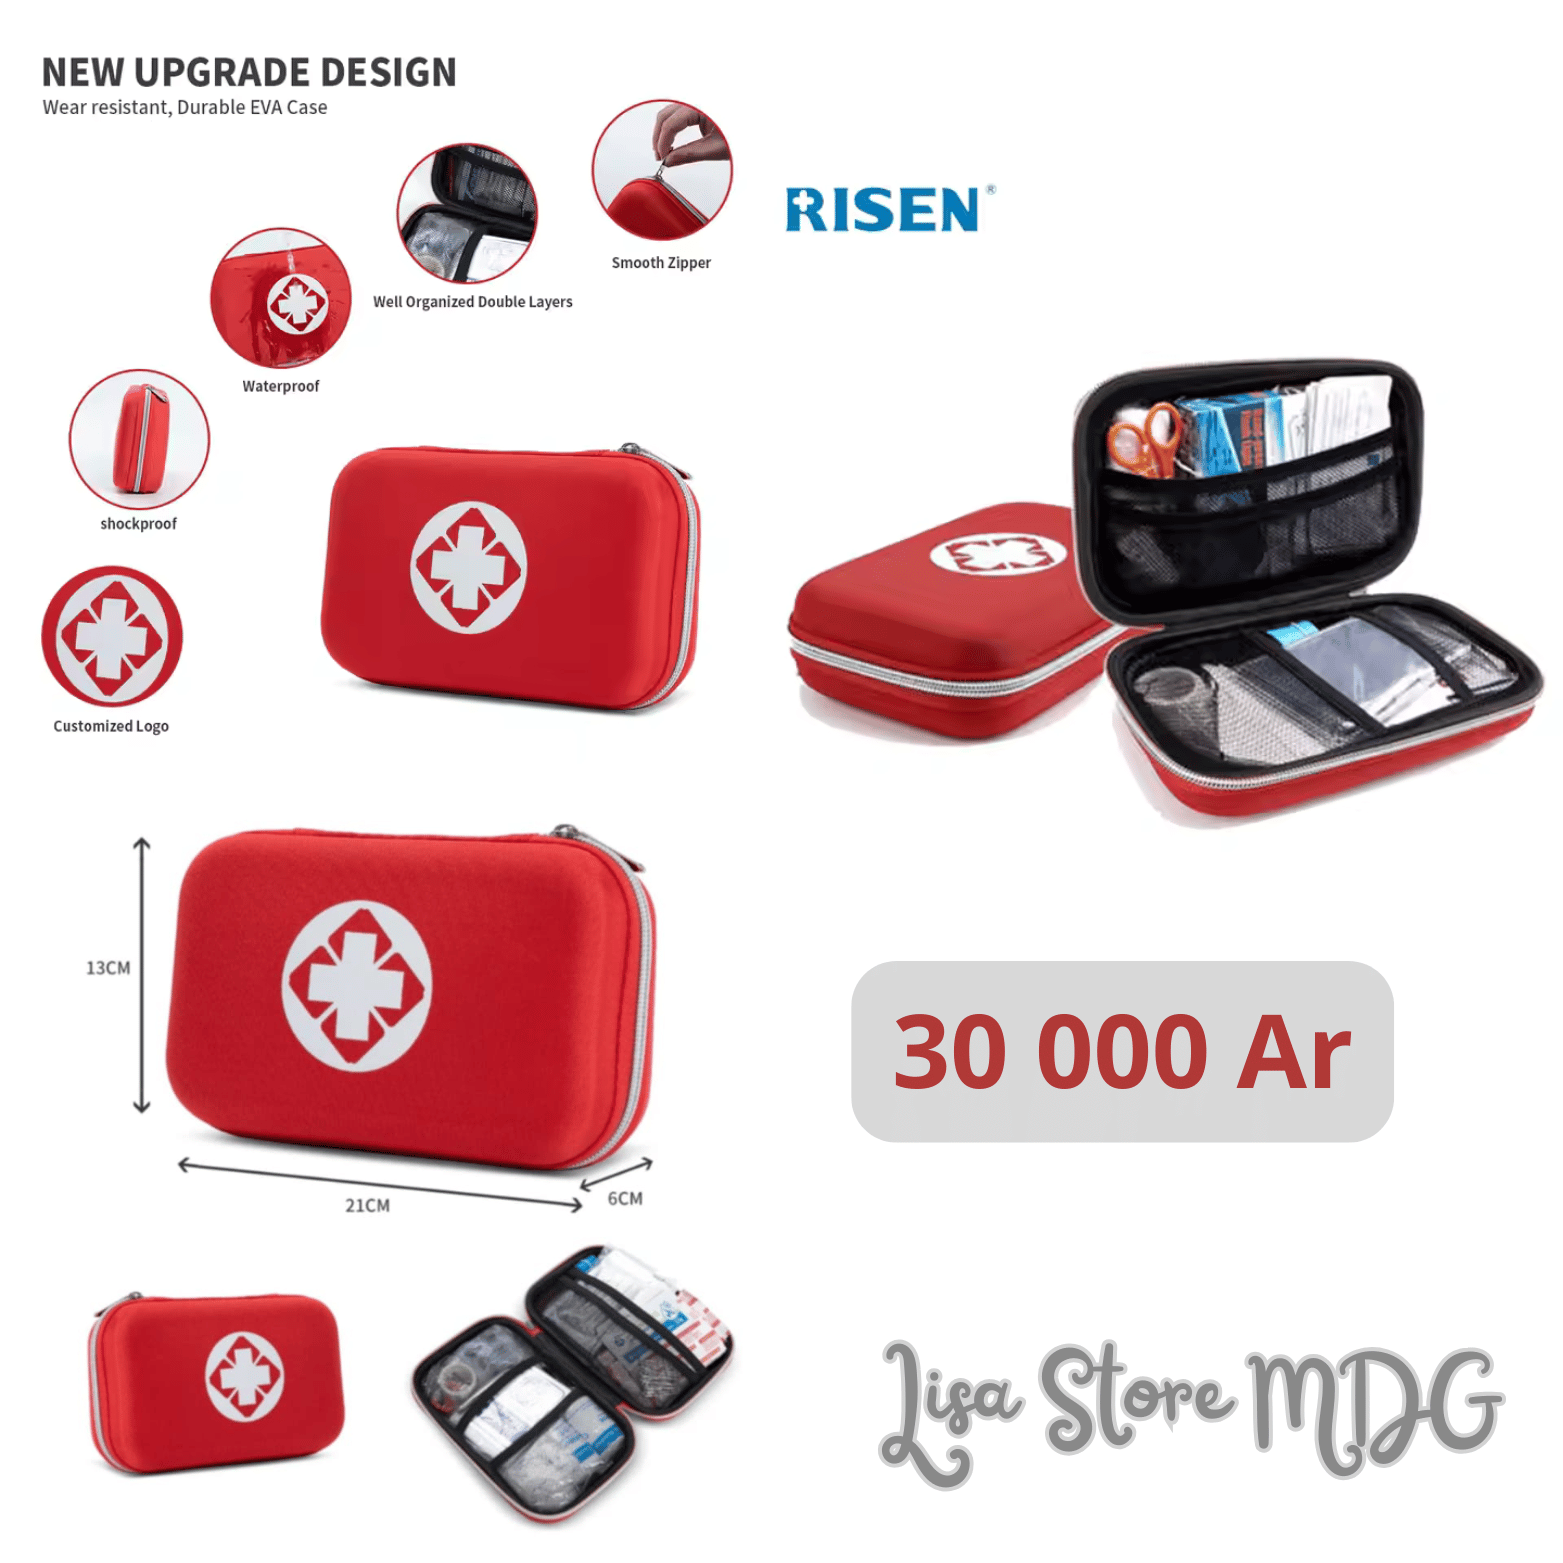 NEW UPGRADE DESIGN
Wear resistant, Durable EVA Case
RISEN®
Smooth Zipper
Well Organized Double Layers
Waterproof
shockproof
Customized Logo
13CM
21CM
6CM
30 000 Ar
Lisa Store MDG